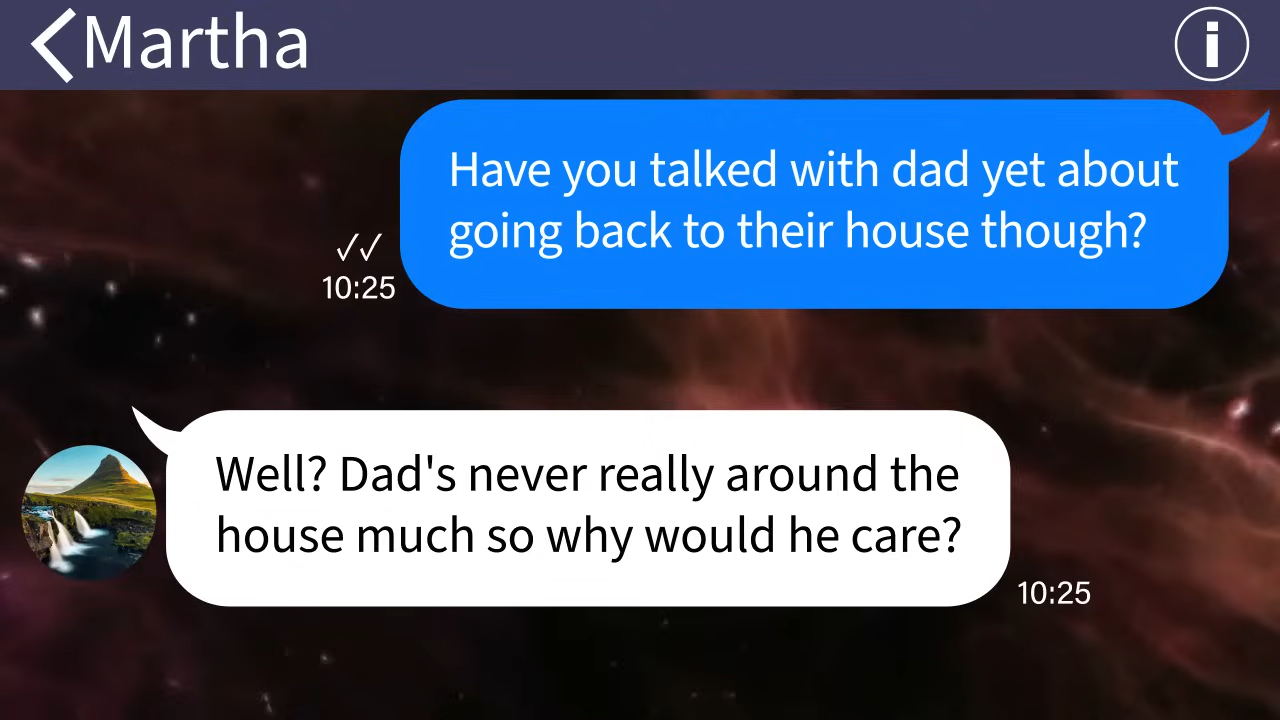 Martha
Have you talked with dad yet about
going back to their house though?
10:25
Well? Dad's never really around the
house much so why would he care?
10:25